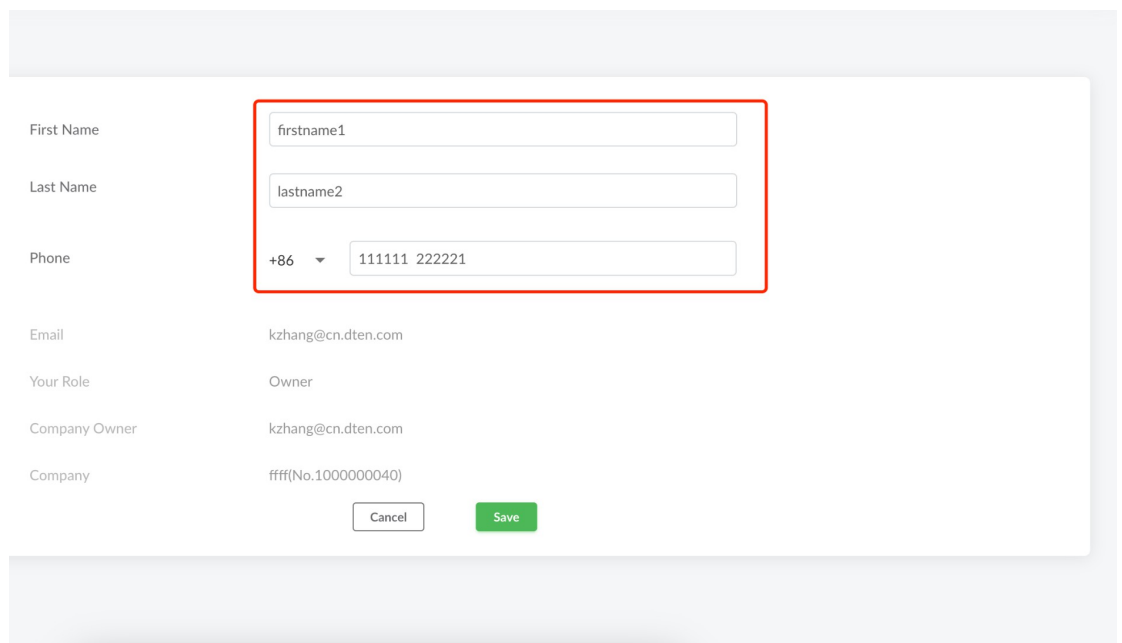 First Name firstname1
Last Name lastname2
Phone +86 111111 222221
Email kzhang@cn.dten.com
Your Role Owner
Company Owner kzhang@cn.dten.com
Company ffff(No.1000000040)
Cancel Save